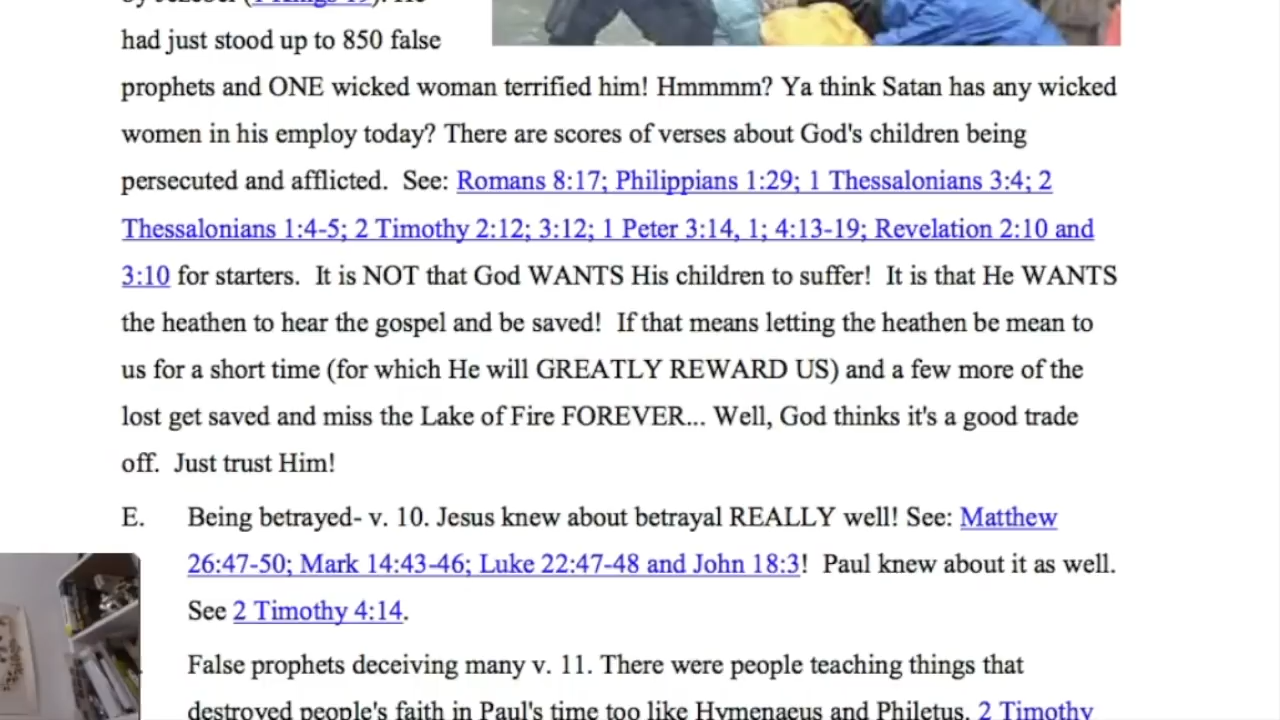 by Jezebel (1 Kings 19). He
had just stood up to 850 false
prophets and ONE wicked woman terrified him! Hmmmm? Ya think Satan has any wicked
women in his employ today? There are scores of verses about God's children being
persecuted and afflicted.  See: Romans 8:17; Philippians 1:29; 1 Thessalonians 3:4; 2
Thessalonians 1:4-5; 2 Timothy 2:12; 3:12; 1 Peter 3:14, 1; 4:13-19; Revelation 2:10 and
3:10 for starters.  It is NOT that God WANTS His children to suffer!  It is that He WANTS
the heathen to hear the gospel and be saved!  If that means letting the heathen be mean to
us for a short time (for which He will GREATLY REWARD US) and a few more of the
lost get saved and miss the Lake of Fire FOREVER... Well, God thinks it's a good trade
off.  Just trust Him!
E. Being betrayed- v. 10. Jesus knew about betrayal REALLY well! See: Matthew
26:47-50; Mark 14:43-46; Luke 22:47-48 and John 18:3!  Paul knew about it as well.
See 2 Timothy 4:14.
False prophets deceiving many v. 11. There were people teaching things that
destroyed people's faith in Paul's time too like Hymenaeus and Philetus. 2 Timothy